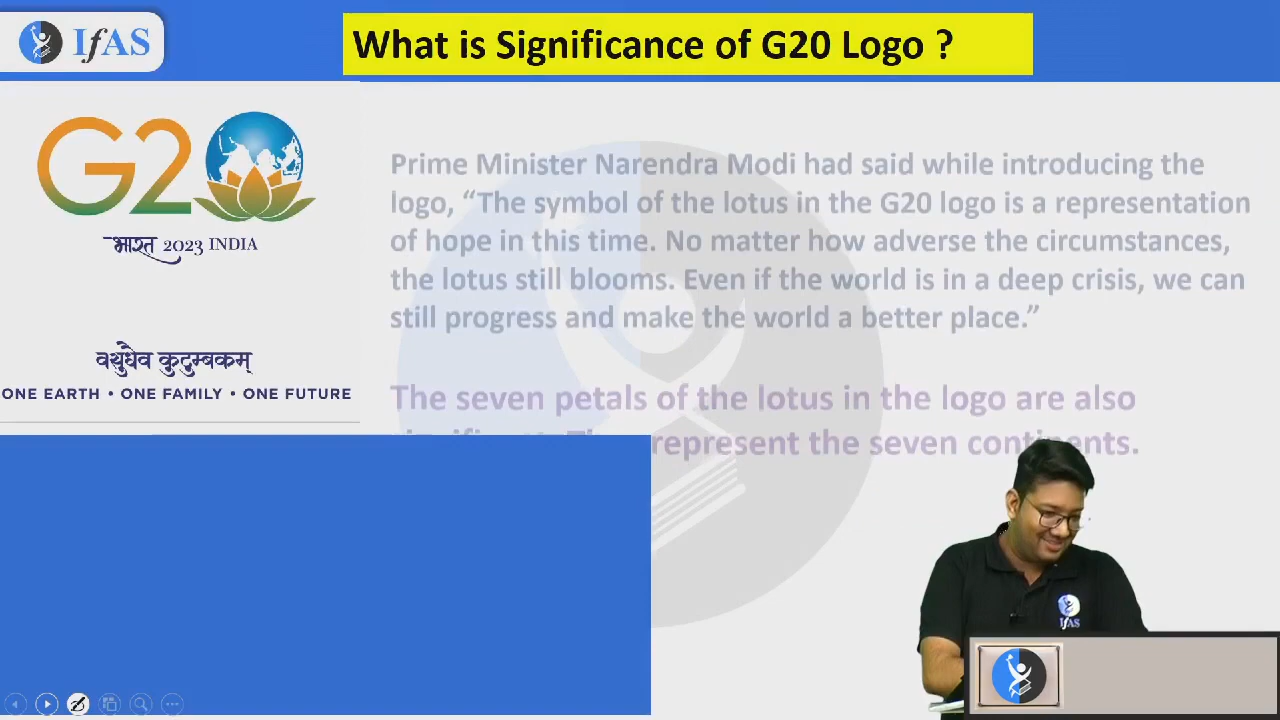 IfAS
What is Significance of G20 Logo ?
G20
भारत 2023 INDIA
वसुधैव कुटुम्बकम्
ONE EARTH • ONE FAMILY • ONE FUTURE
Prime Minister Narendra Modi had said while introducing the
logo, “The symbol of the lotus in the G20 logo is a representation
of hope in this time. No matter how adverse the circumstances,
the lotus still blooms. Even if the world is in a deep crisis, we can
still progress and make the world a better place.”
The seven petals of the lotus in the logo are also
represent the seven continents.
IfAS